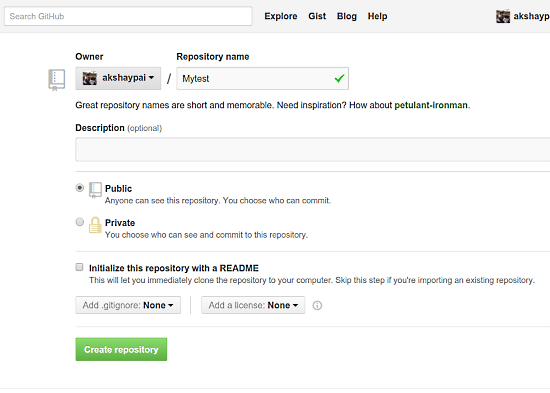 Search GitHub Explore Gist Blog Help akshayp
Owner Repository name
akshaypai / Mytest
Great repository names are short and memorable. Need inspiration? How about petulant-ironman.
Description (optional)
Public
Anyone can see this repository. You choose who can commit.
Private
You choose who can see and commit to this repository.
Initialize this repository with a README
This will let you immediately clone the repository to your computer. Skip this step if you're importing an existing repository.
Add .gitignore: None Add a license: None
Create repository